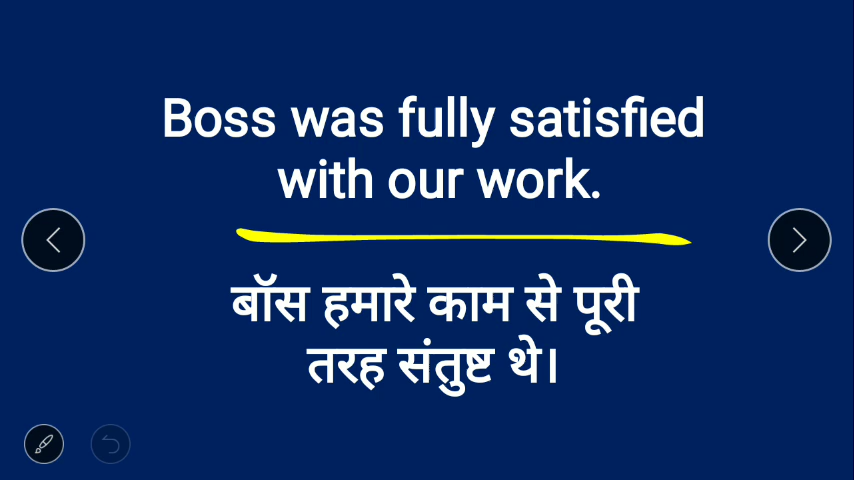 Boss was fully satisfied
with our work.
बॉस हमारे काम से पूरी
तरह संतुष्ट थे।